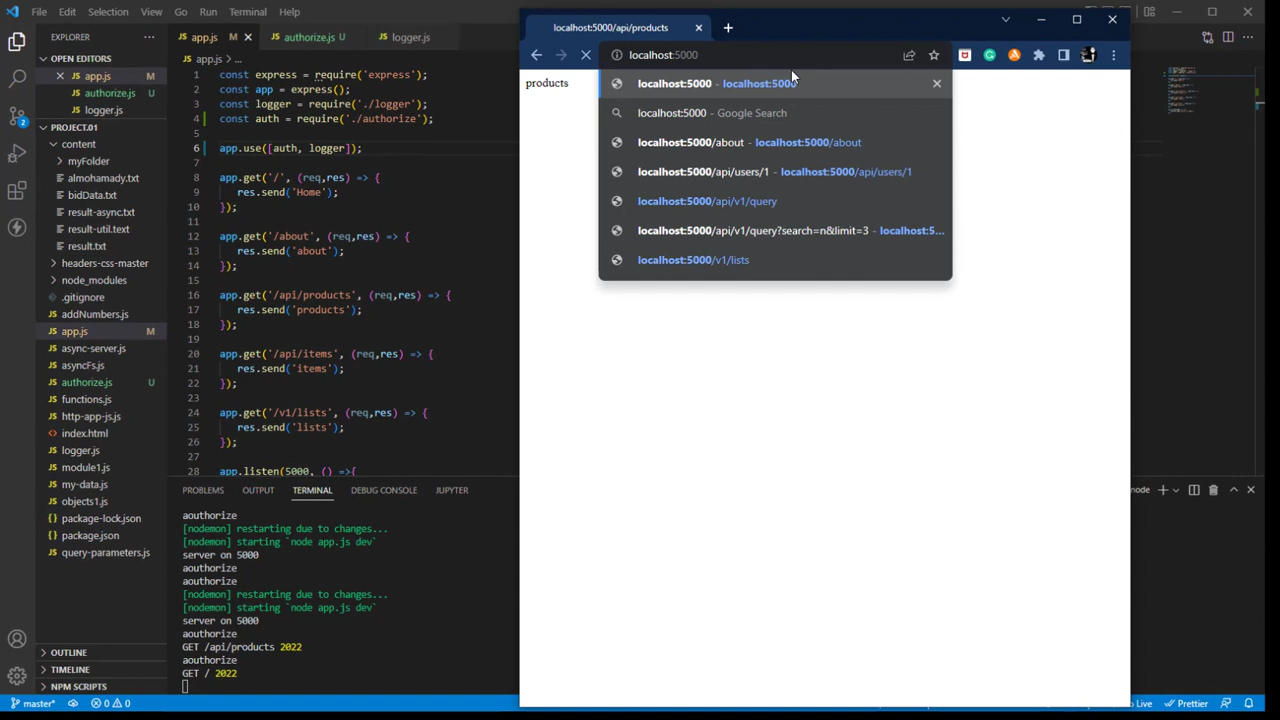 File Edit Selection View Go Run Terminal Help
EXPLORER
OPEN EDITORS
app.js M
authorize.js U
logger.js
PROJECT.01
content
myFolder
almohamady.txt
bidData.txt
result-async.txt
result-util.txt
result.txt
headers-css-master
node_modules
.gitignore
addNumbers.js
app.js M
async-server.js
asyncFs.js
authorize.js U
functions.js
http-app-js.js
index.html
logger.js
module1.js
my-data.js
objects1.js
package-lock.json
package.json
query-parameters.js
OUTLINE
TIMELINE
NPM SCRIPTS
app.js M authorize.js U logger.js
app.js > ...
1 const express = require('express');
2 const app = express();
3 const logger = require('./logger');
4 const auth = require('./authorize');
5
6 app.use([auth, logger]);
7
8 app.get('/', (req,res) => {
9 res.send('Home');
10 });
11
12 app.get('/about', (req,res) => {
13 res.send('about');
14 });
15
16 app.get('/api/products', (req,res) => {
17 res.send('products');
18 });
19
20 app.get('/api/items', (req,res) => {
21 res.send('items');
22 });
23
24 app.get('/v1/lists', (req,res) => {
25 res.send('lists');
26 });
27
28 app.listen(5000, () =>{
PROBLEMS OUTPUT TERMINAL DEBUG CONSOLE JUPYTER
node
aouthorize
[nodemon] restarting due to changes...
[nodemon] starting `node app.js dev`
server on 5000
aouthorize
aouthorize
[nodemon] restarting due to changes...
[nodemon] starting `node app.js dev`
server on 5000
aouthorize
GET /api/products 2022
aouthorize
GET / 2022
master* 0 0
Live Prettier
localhost:5000/api/products
localhost:5000
products
localhost:5000 - localhost:5000
localhost:5000 - Google Search
localhost:5000/about - localhost:5000/about
localhost:5000/api/users/1 - localhost:5000/api/users/1
localhost:5000/api/v1/query
localhost:5000/api/v1/query?search=n&limit=3 - localhost:5...
localhost:5000/v1/lists